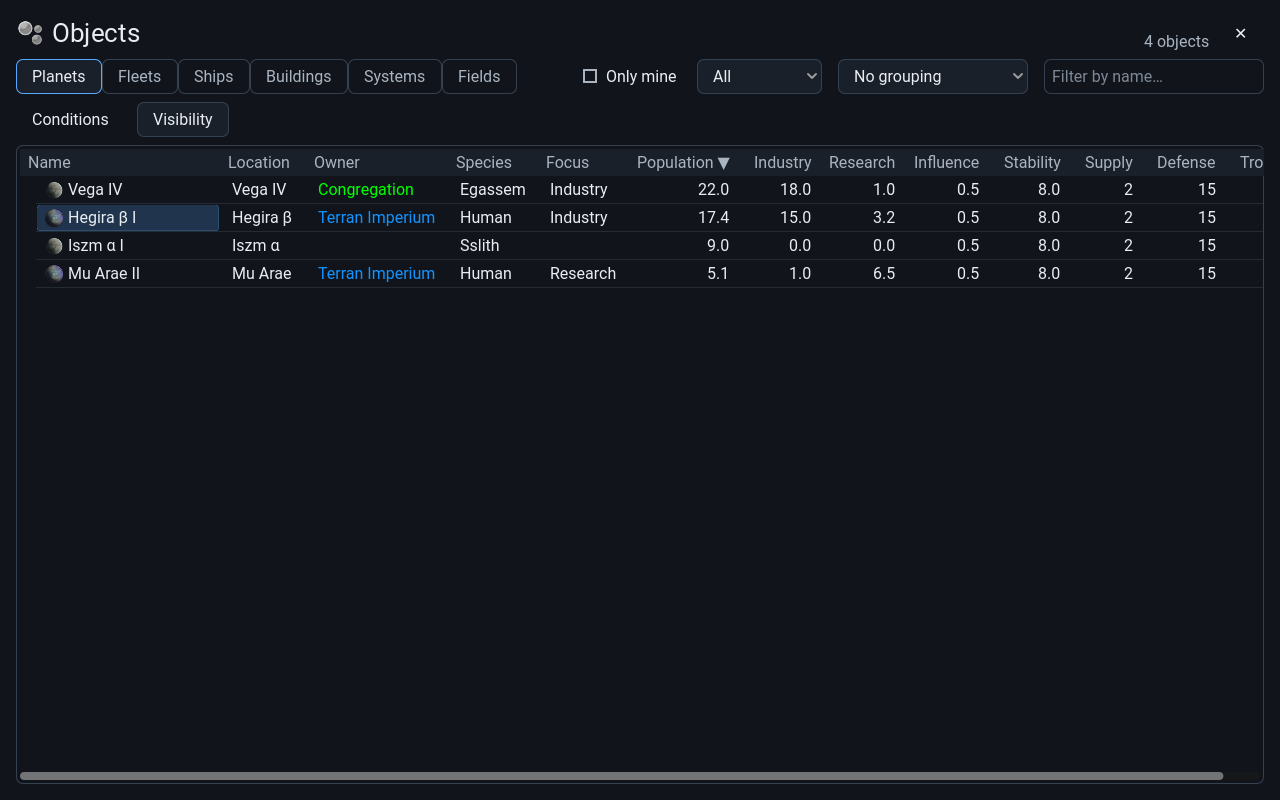 Objects
4 objects ×
Planets Fleets Ships Buildings Systems Fields Only mine All No grouping Filter by name…
Conditions Visibility
Name Location Owner Species Focus Population ▼ Industry Research Influence Stability Supply Defense Tro
Vega IV Vega IV Congregation Egassem Industry 22.0 18.0 1.0 0.5 8.0 2 15
Hegira β I Hegira β Terran Imperium Human Industry 17.4 15.0 3.2 0.5 8.0 2 15
Iszm α I Iszm α Sslith 9.0 0.0 0.0 0.5 8.0 2 15
Mu Arae II Mu Arae Terran Imperium Human Research 5.1 1.0 6.5 0.5 8.0 2 15